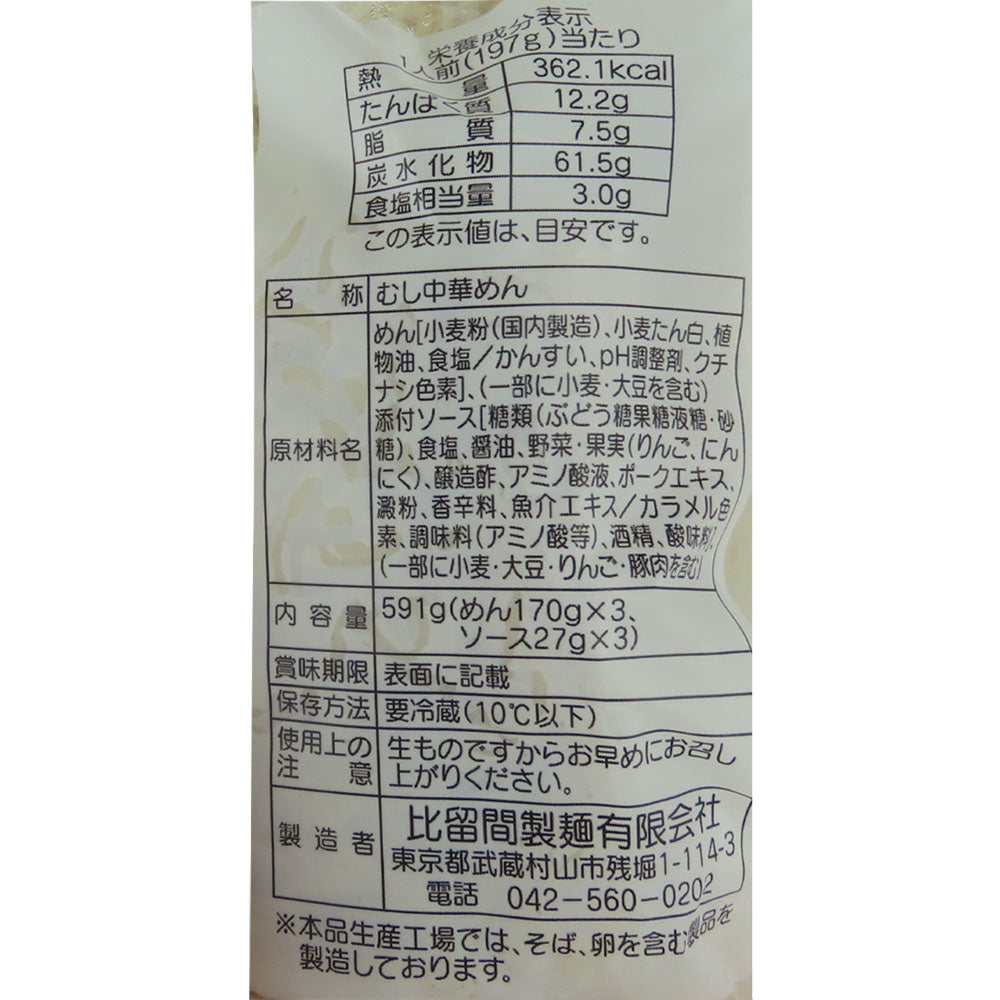 栄養成分表示
前(197g)当たり
熱量 362.1kcal
たんぱく質 12.2g
脂質 7.5g
炭水化物 61.5g
食塩相当量 3.0g
この表示値は、目安です。
名称 むし中華めん
原材料名
めん[小麦粉(国内製造)、小麦たん白、植
物油、食塩/かんすい、pH調整剤、クチ
ナシ色素]、(一部に小麦・大豆を含む)
添付ソース[糖類(ぶどう糖果糖液糖・砂
糖)、食塩、醤油、野菜・果実(りんご、にん
にく)、醸造酢、アミノ酸液、ポークエキス、
澱粉、香辛料、魚介エキス/カラメル色
素、調味料(アミノ酸等)、酒精、酸味料]、
(一部に小麦・大豆・りんご・豚肉を含む)
内容量 591g(めん170g×3、
ソース27g×3)
賞味期限 表面に記載
保存方法 要冷蔵(10℃以下)
使用上の注意
生ものですからお早めにお召し
上がりください。
製造者 比留間製麺有限会社
東京都武蔵村山市残堀1-114-3
電話 042-560-0202
※本品生産工場では、そば、卵を含む製品を
製造しております。